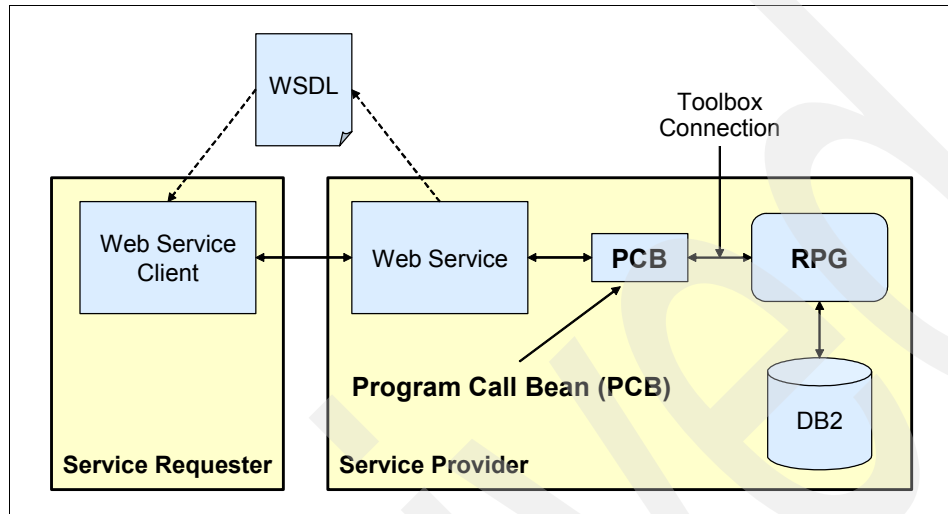 WSDL
Toolbox
Connection
Web Service
Client
Web Service
PCB
RPG
Program Call Bean (PCB)
DB2
Service Requester
Service Provider